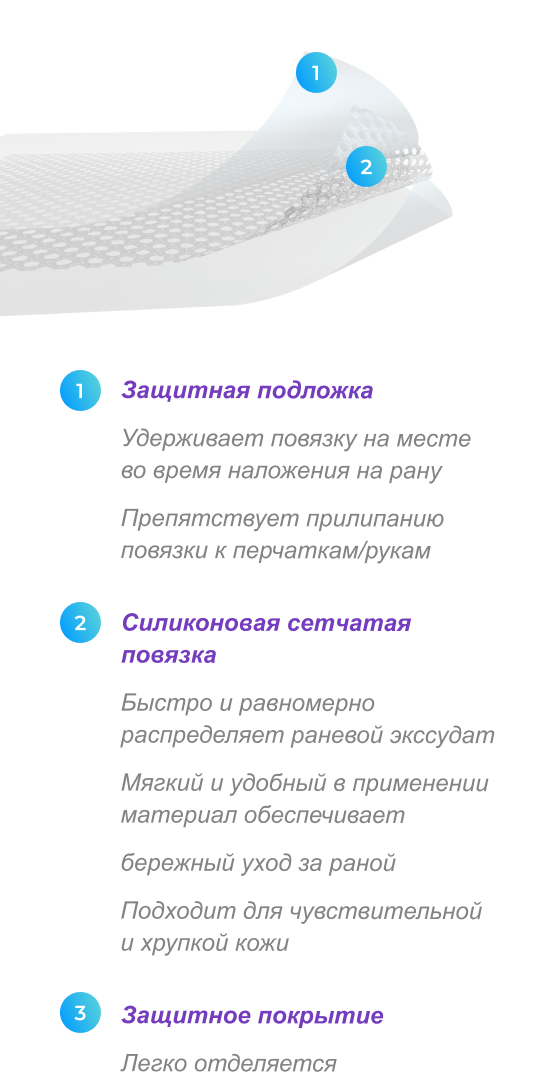 1
2
1
Защитная подложка
Удерживает повязку на месте
во время наложения на рану
Препятствует прилипанию
повязки к перчаткам/рукам
2
Силиконовая сетчатая
повязка
Быстро и равномерно
распределяет раневой экссудат
Мягкий и удобный в применении
материал обеспечивает
бережный уход за раной
Подходит для чувствительной
и хрупкой кожи
3
Защитное покрытие
Легко отделяется